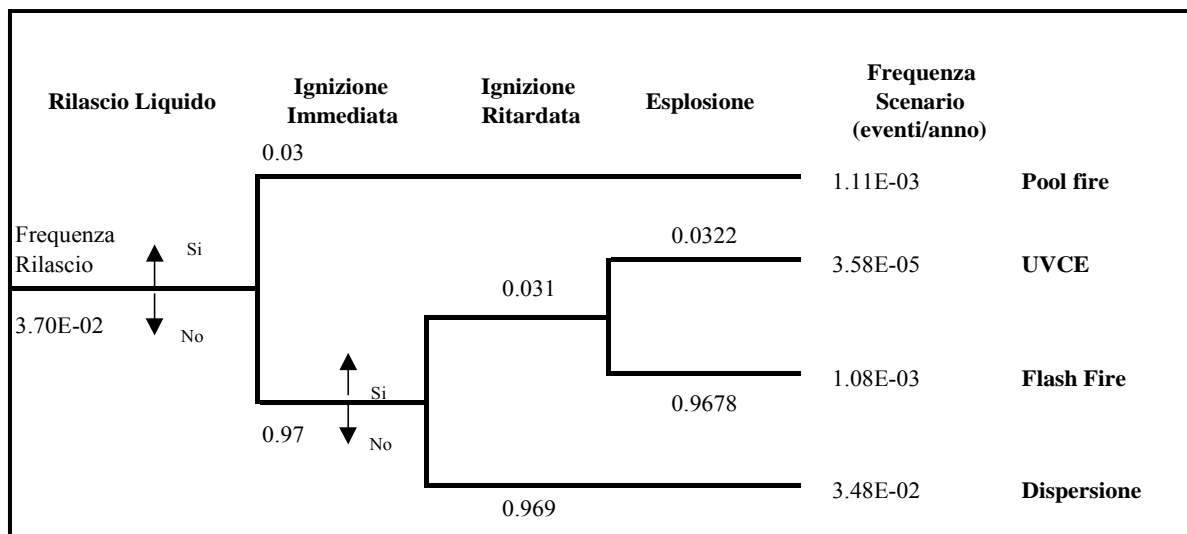 Rilascio Liquido
Ignizione
Immediata
Ignizione
Ritardata
Esplosione
Frequenza
Scenario
(eventi/anno)
0.03
1.11E-03
Pool fire
Frequenza
Rilascio
Si
0.0322
3.58E-05
UVCE
0.031
3.70E-02
No
Si
1.08E-03
Flash Fire
0.9678
0.97
No
3.48E-02
Dispersione
0.969